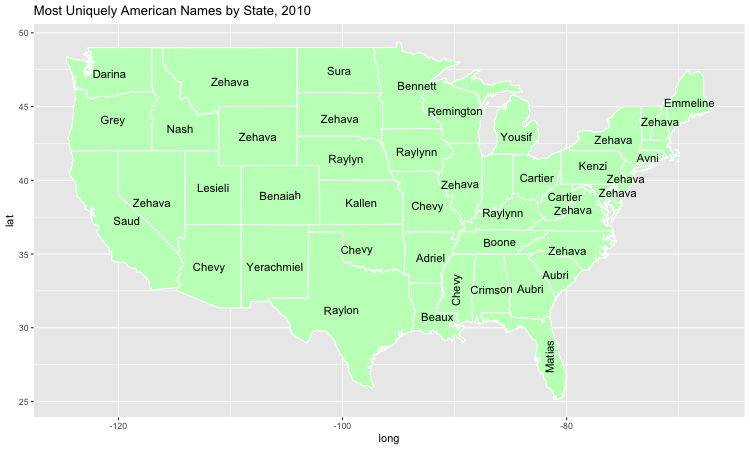 Most Uniquely American Names by State, 2010
50
45
40
35
30
25
lat
Darina
Zehava
Sura
Bennett
Emmeline
Grey
Nash
Zehava
Zehava
Remington
Yousif
Zehava
Zehava
Raylyn
Raylynn
Avni
Kenzi
Zehava
Lesieli
Benaiah
Kallen
Zehava
Cartier
Cartier
Zehava
Zehava
Saud
Zehava
Chevy
Raylynn
Chevy
Yerachmiel
Chevy
Adriel
Boone
Zehava
Aubri
Raylon
Beaux
Chevy
Crimson
Aubri
Matias
-120
-100
-80
long